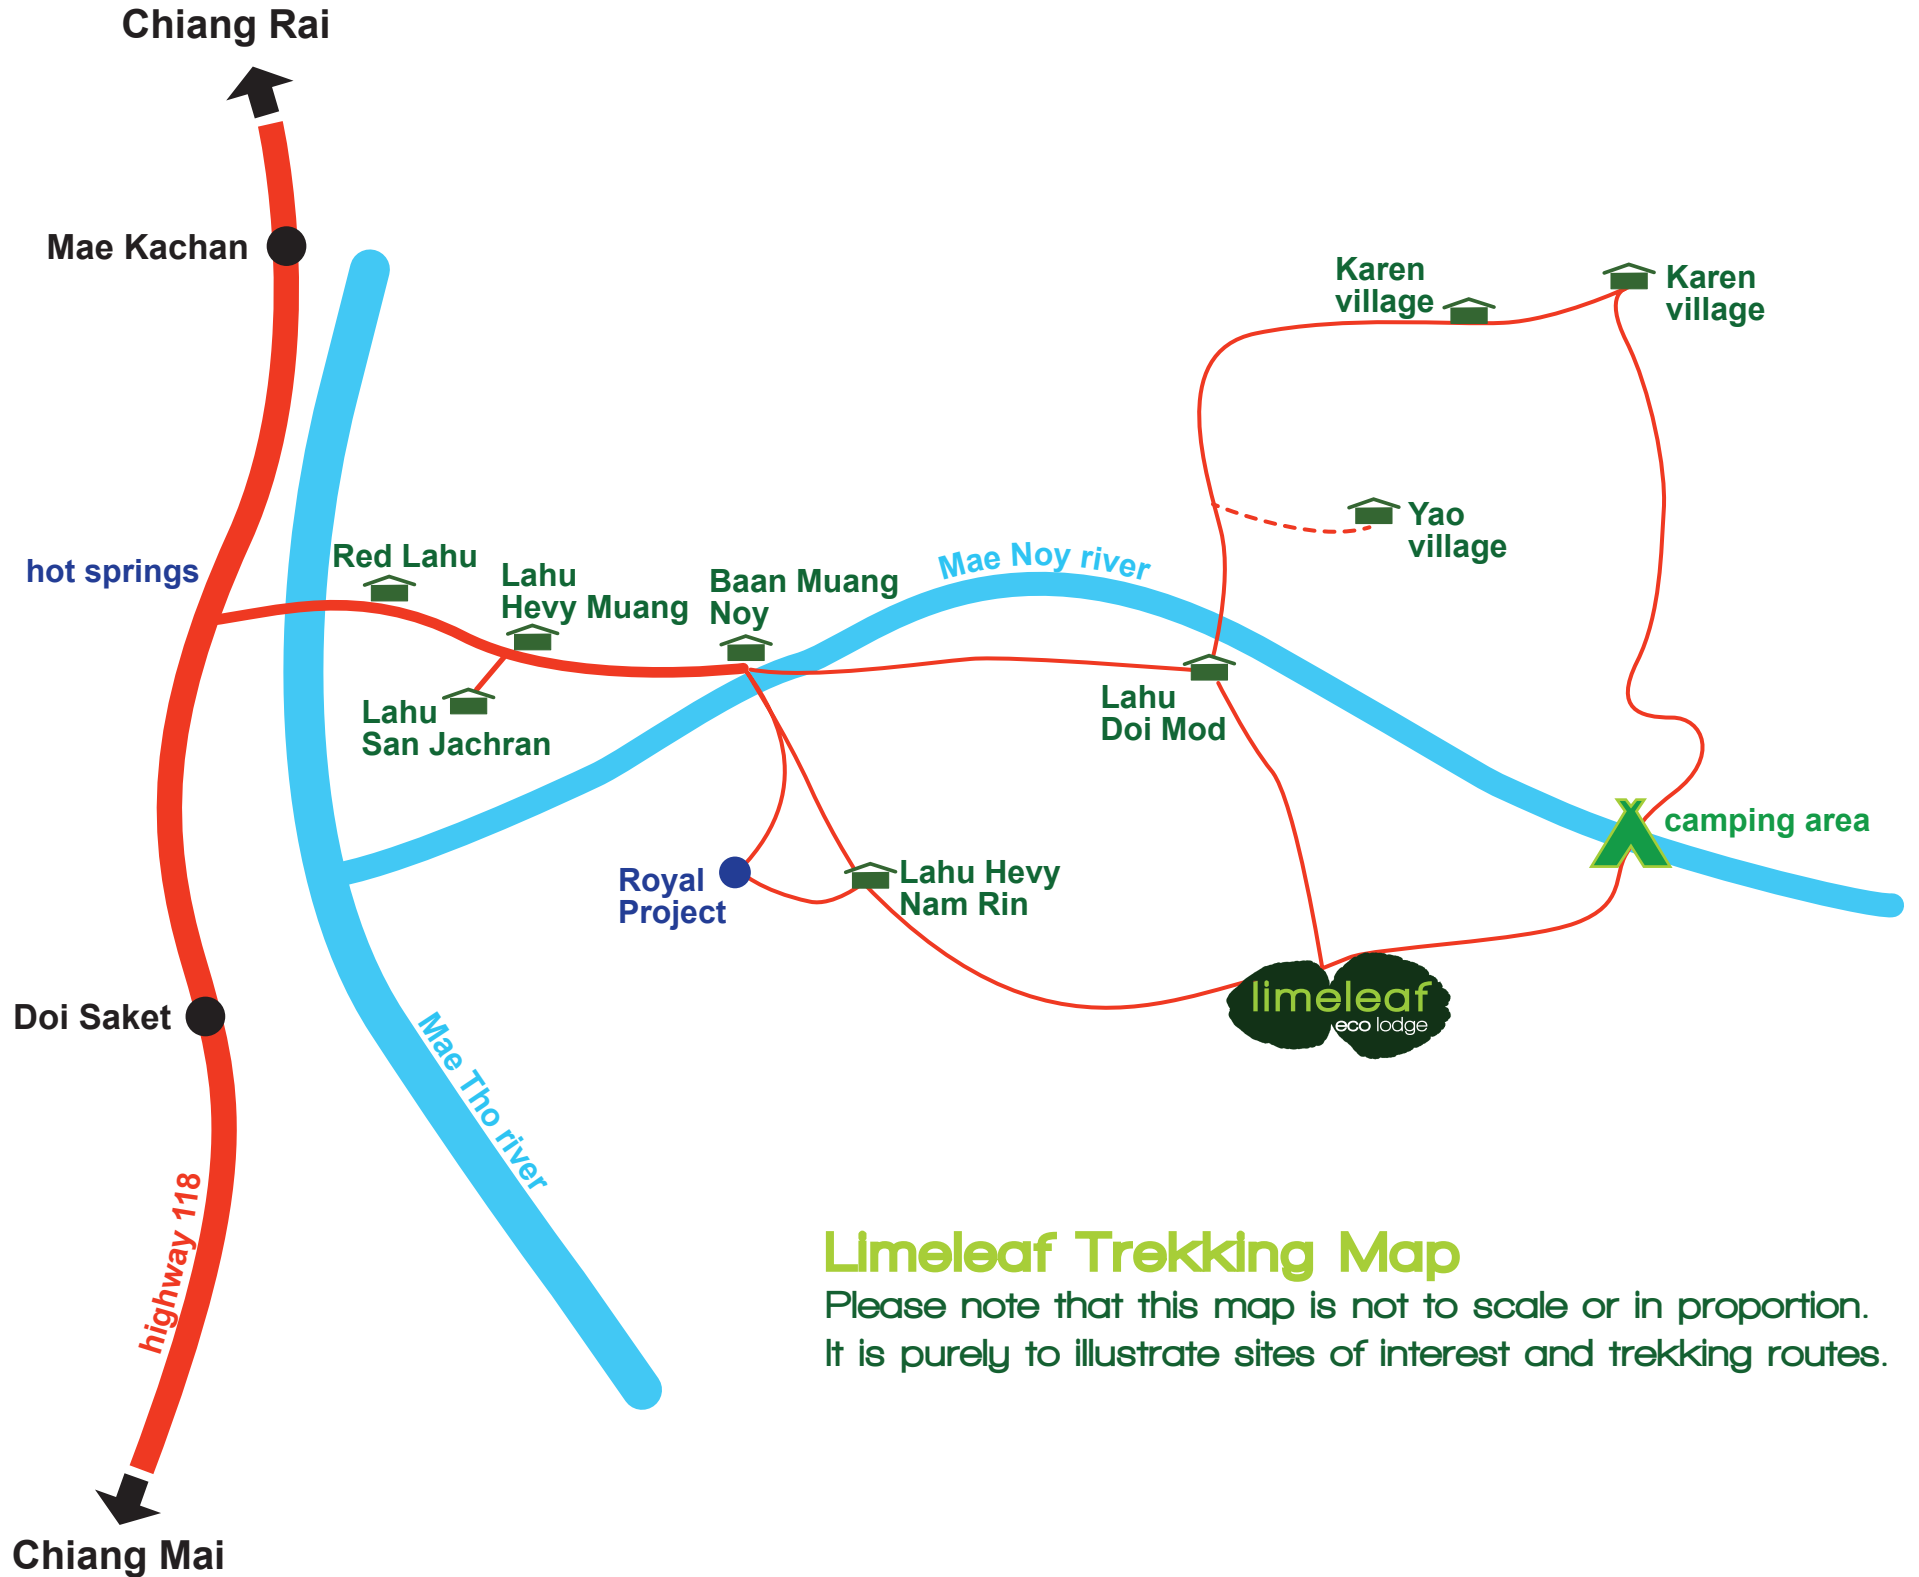 Chiang Rai
Mae Kachan
Karen
village
Karen
village
Yao
village
hot springs
Red Lahu
Lahu
Hevy Muang
Baan Muang
Noy
Mae Noy river
Lahu
San Jachran
Lahu
Doi Mod
camping area
Royal
Project
Lahu Hevy
Nam Rin
limeleaf
eco lodge
Doi Saket
Mae Tho river
highway 118
Limeleaf Trekking Map
Please note that this map is not to scale or in proportion.
It is purely to illustrate sites of interest and trekking routes.
Chiang Mai